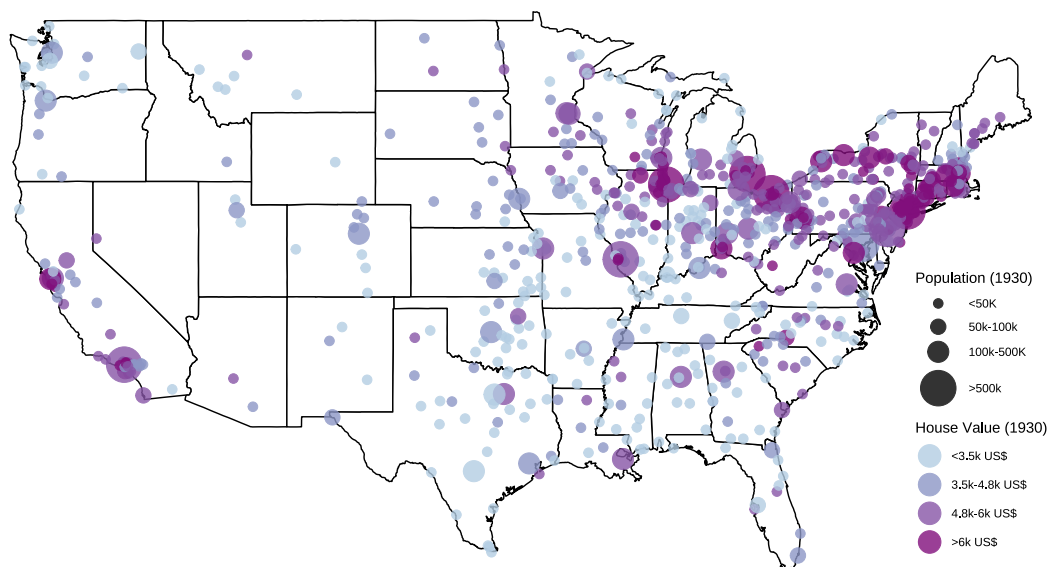 Population (1930)
<50K
50k-100k
100k-500K
>500k
House Value (1930)
<3.5k US$
3.5k-4.8k US$
4.8k-6k US$
>6k US$